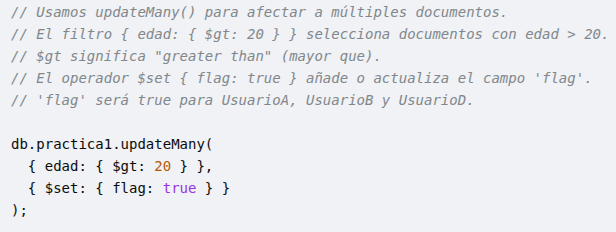 // Usamos updateMany() para afectar a múltiples documentos.
// El filtro { edad: { $gt: 20 } } selecciona documentos con edad > 20.
// $gt significa "greater than" (mayor que).
// El operador $set { flag: true } añade o actualiza el campo 'flag'.
// 'flag' será true para UsuarioA, UsuarioB y UsuarioD.

db.practica1.updateMany(
  { edad: { $gt: 20 } },
  { $set: { flag: true } }
);